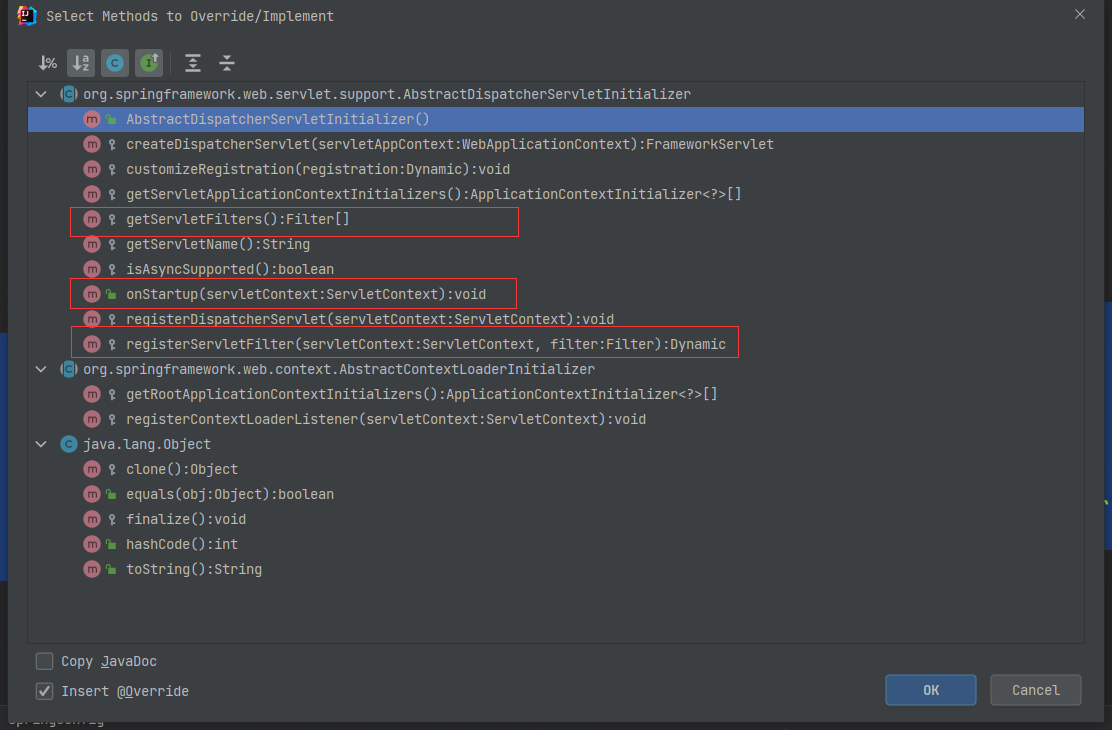 Select Methods to Override/Implement
org.springframework.web.servlet.support.AbstractDispatcherServletInitializer
AbstractDispatcherServletInitializer()
createDispatcherServlet(servletAppContext:WebApplicationContext):FrameworkServlet
customizeRegistration(registration:Dynamic):void
getServletApplicationContextInitializers():ApplicationContextInitializer<?>[]
getServletFilters():Filter[]
getServletName():String
isAsyncSupported():boolean
onStartup(servletContext:ServletContext):void
registerDispatcherServlet(servletContext:ServletContext):void
registerServletFilter(servletContext:ServletContext, filter:Filter):Dynamic
org.springframework.web.context.AbstractContextLoaderInitializer
getRootApplicationContextInitializers():ApplicationContextInitializer<?>[]
registerContextLoaderListener(servletContext:ServletContext):void
java.lang.Object
clone():Object
equals(obj:Object):boolean
finalize():void
hashCode():int
toString():String
Copy JavaDoc
Insert @Override
OK
Cancel
SpringConfig